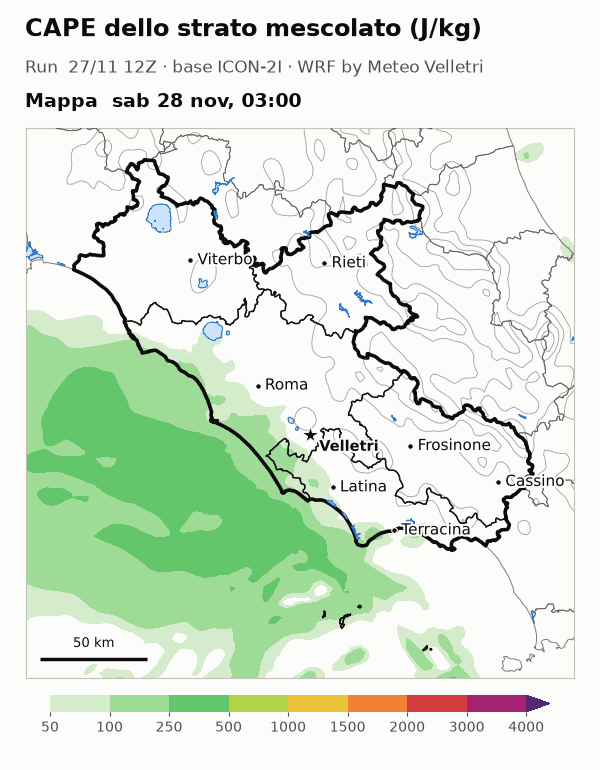 CAPE dello strato mescolato (J/kg)
Run  27/11 12Z · base ICON-2I · WRF by Meteo Velletri
Mappa  sab 28 nov, 03:00
Viterbo
Rieti
Roma
Velletri
Frosinone
Cassino
Latina
Terracina
50 km
50 100 250 500 1000 1500 2000 3000 4000